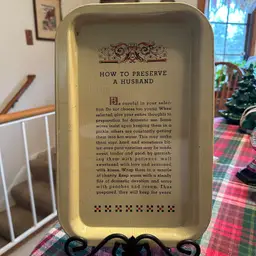 HOW TO PRESERVE
A HUSBAND
Be careful in your selec-
tion. Do not choose too young. When
selected, give your entire thoughts to
preparation for domestic use. Some
wives insist upon keeping them in a
pickle, others are constantly getting
them into hot water. This may make
them sour, hard and sometimes bit-
ter; even poor varieties may be made
sweet, tender and good, by garnish-
ing them with patience well
sweetened with love and seasoned
with kisses. Wrap them in a mantle
of charity. Keep warm with a steady
fire of domestic devotion and serve
with peaches and cream. Thus
prepared they will keep for years